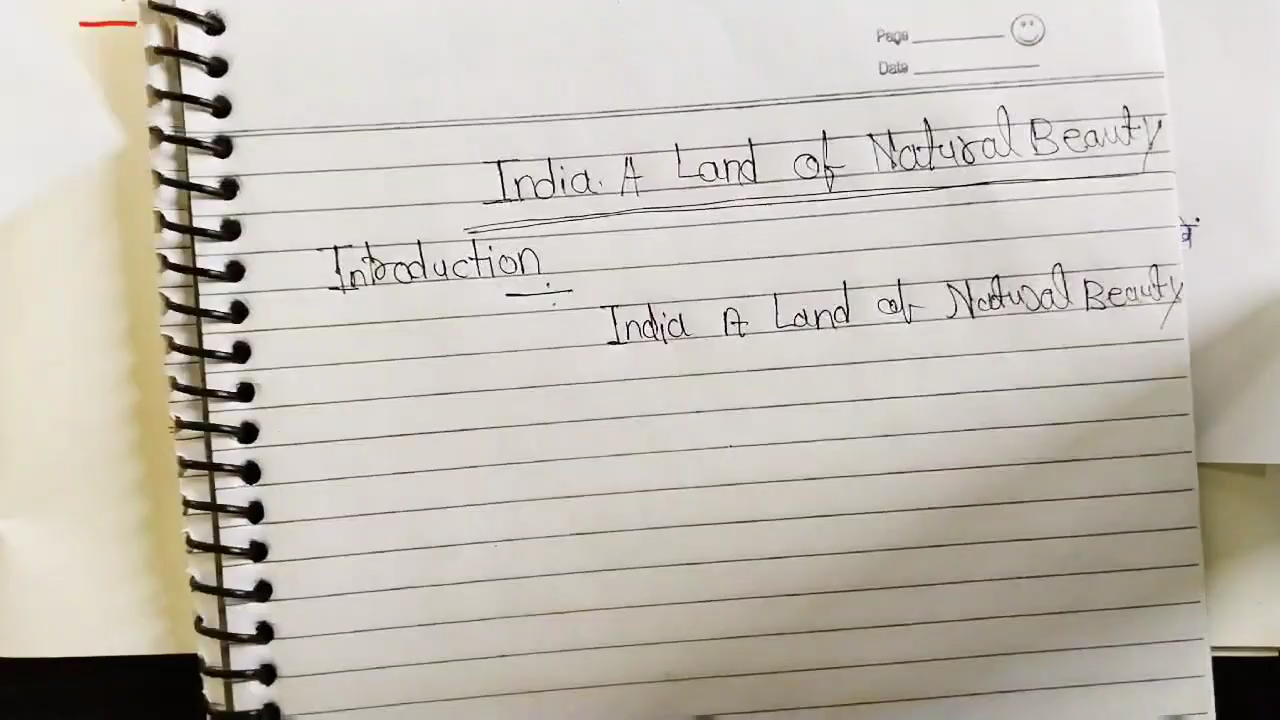 Page
Date
India. A Land of Natural Beauty
Introduction
India A Land of Natural Beauty
में